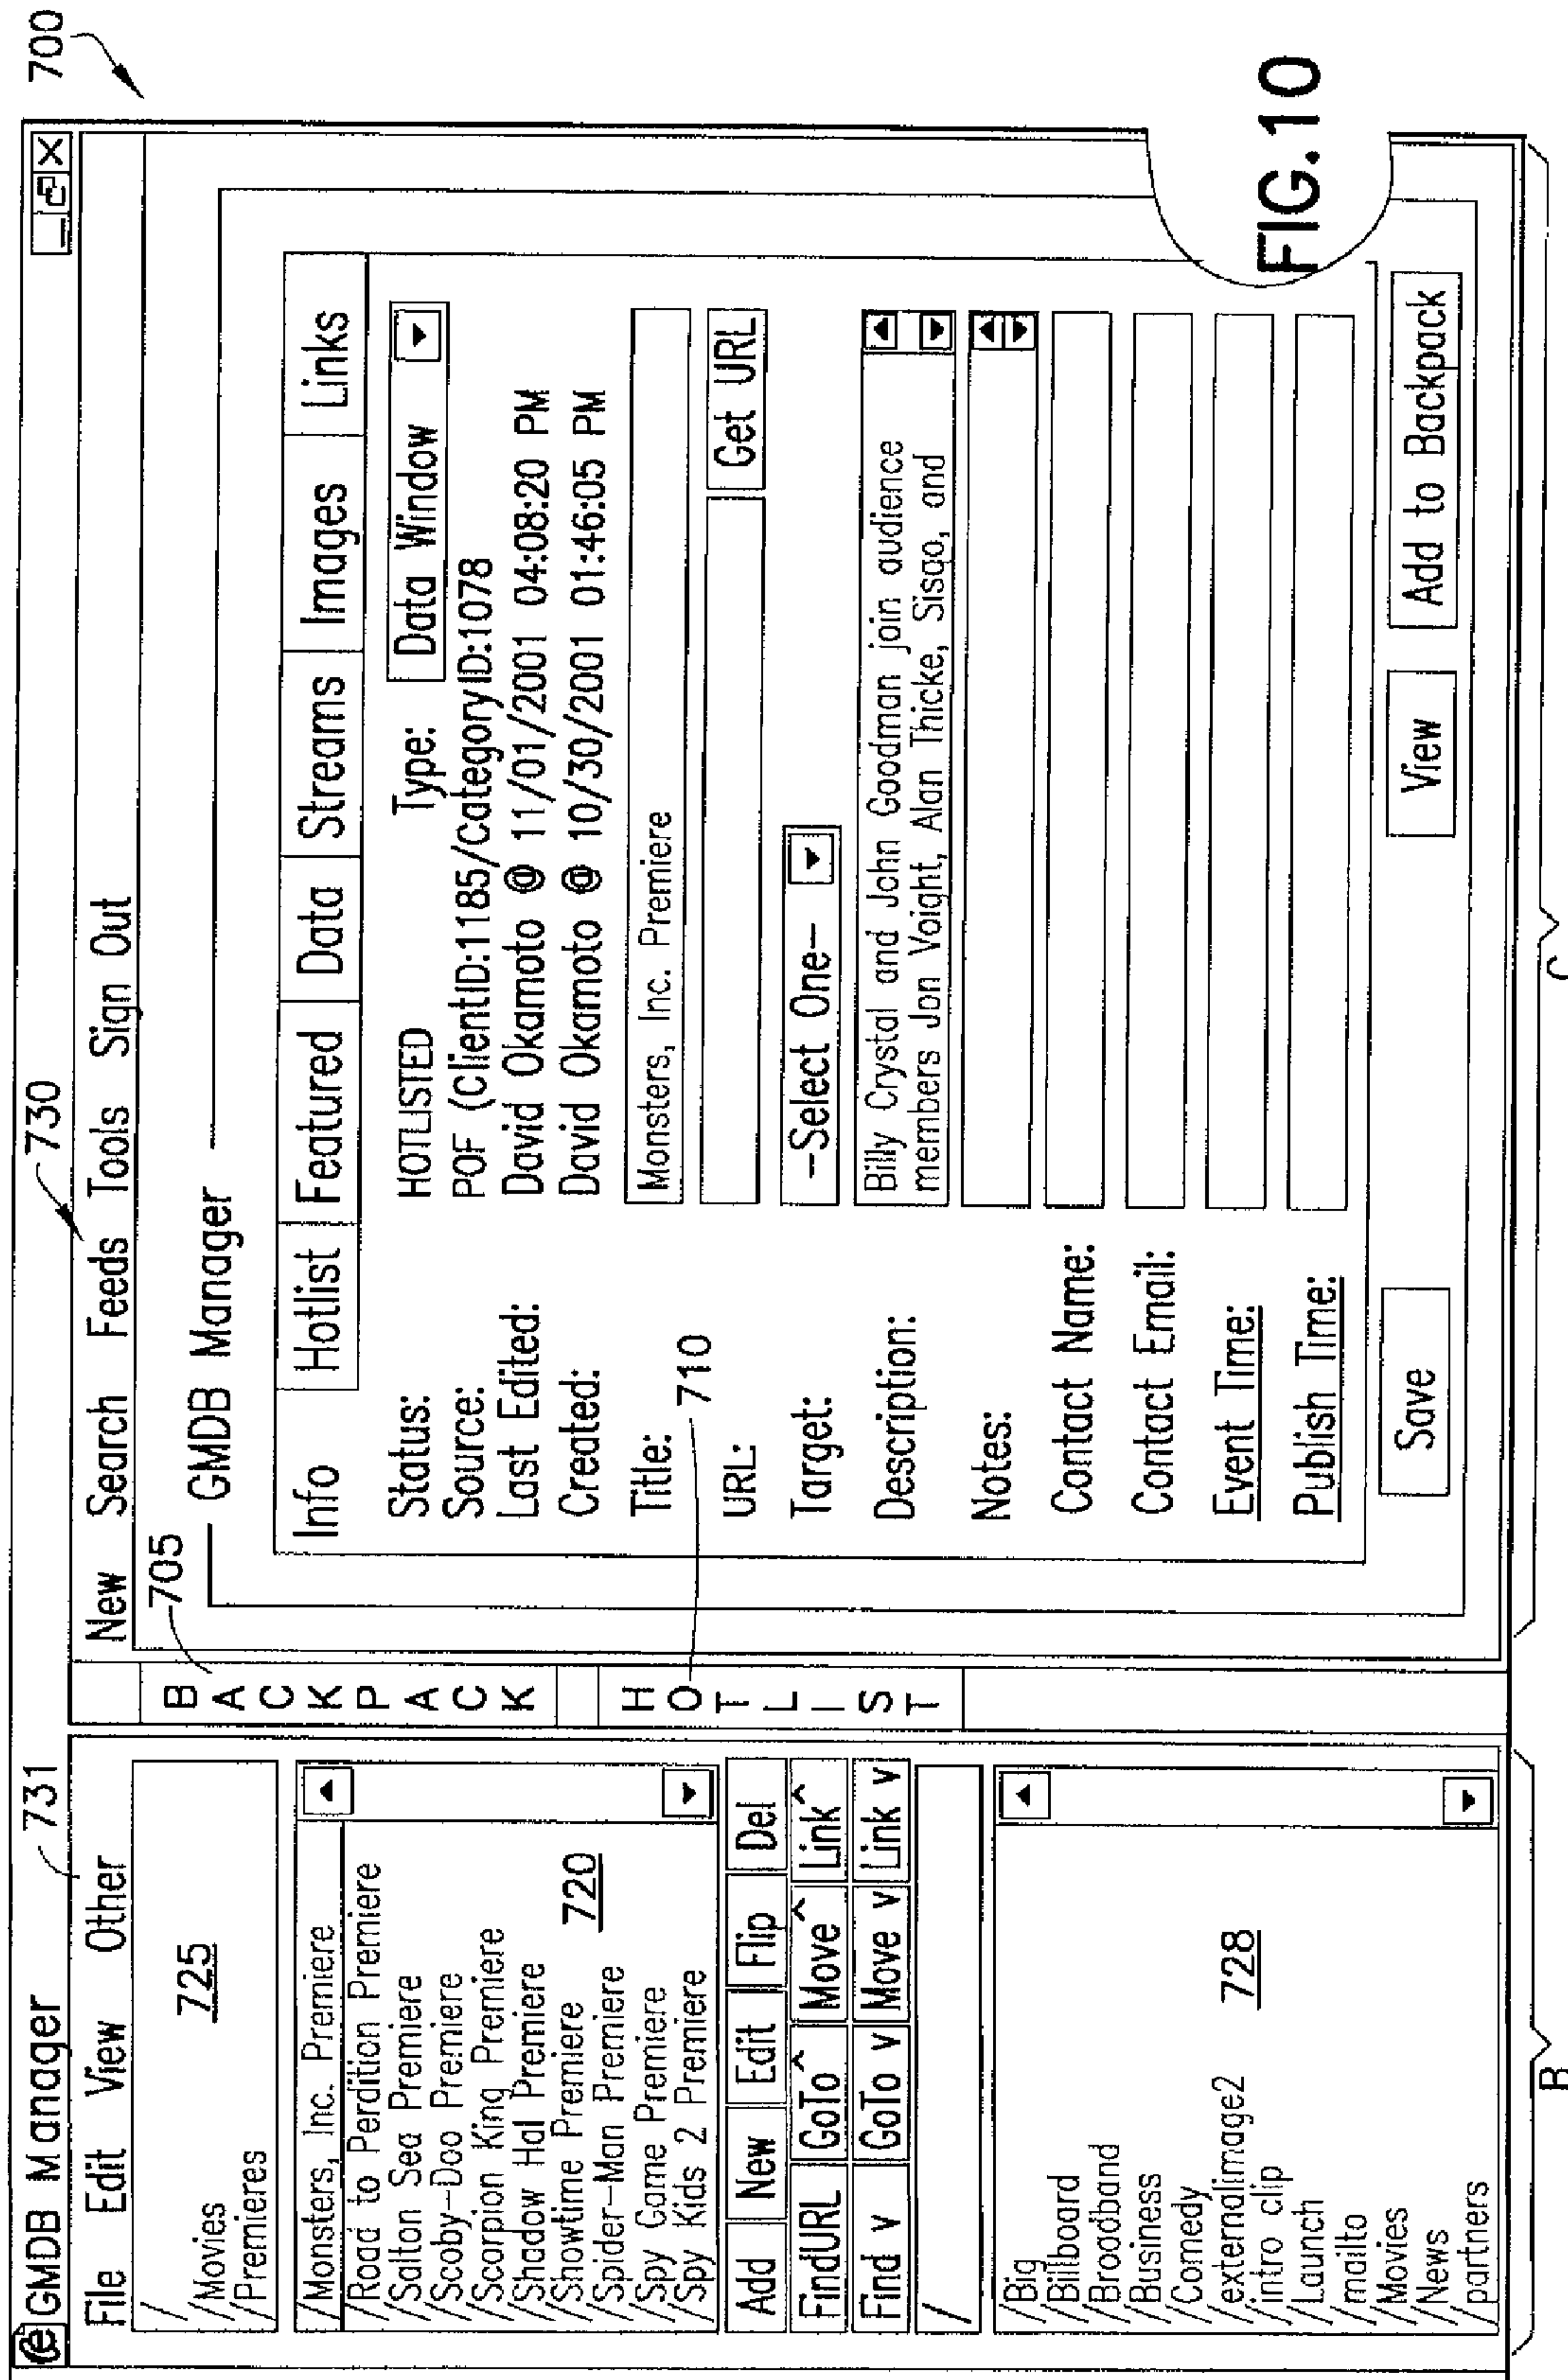 700
GMDB Manager
File Edit View Other
731
New Search Feeds Tools Sign Out
730
/
/Movies
/Premieres
725
/Monsters, Inc. Premiere
/Road to Perdition Premiere
/Salton Sea Premiere
/Scoby-Doo Premiere
/Scorpion King Premiere
/Shadow Hal Premiere
/Showtime Premiere
/Spider-Man Premiere
/Spy Game Premiere
/Spy Kids 2 Premiere
720
Add New Edit Flip Del
FindURL GoTo ^ Move ^ Link ^
Find v GoTo v Move v Link v
/
/Big
/Billboard
/Broadband
/Business
/Comedy
/externalimage2
/intro clip
/Launch
/mailto
/Movies
/News
/partners
728
B
BACKPACK
705
HOTLIST
710
GMDB Manager
Info Hotlist Featured Data Streams Images Links
Status: HOTLISTED Type: Data Window
Source: POF (ClientID:1185/CategoryID:1078
Last Edited: David Okamoto @ 11/01/2001 04:08:20 PM
Created: David Okamoto @ 10/30/2001 01:46:05 PM
Title: Monsters, Inc. Premiere
URL: Get URL
Target: -Select One-
Description: Billy Crystal and John Goodman join audience
members Jon Voight, Alan Thicke, Sisqo, and
Notes:
Contact Name:
Contact Email:
Event Time:
Publish Time:
Save View Add to Backpack
C
FIG.10